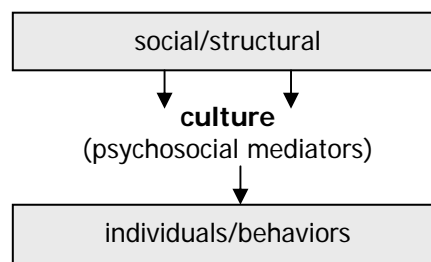 social/structural
culture
(psychosocial mediators)
individuals/behaviors